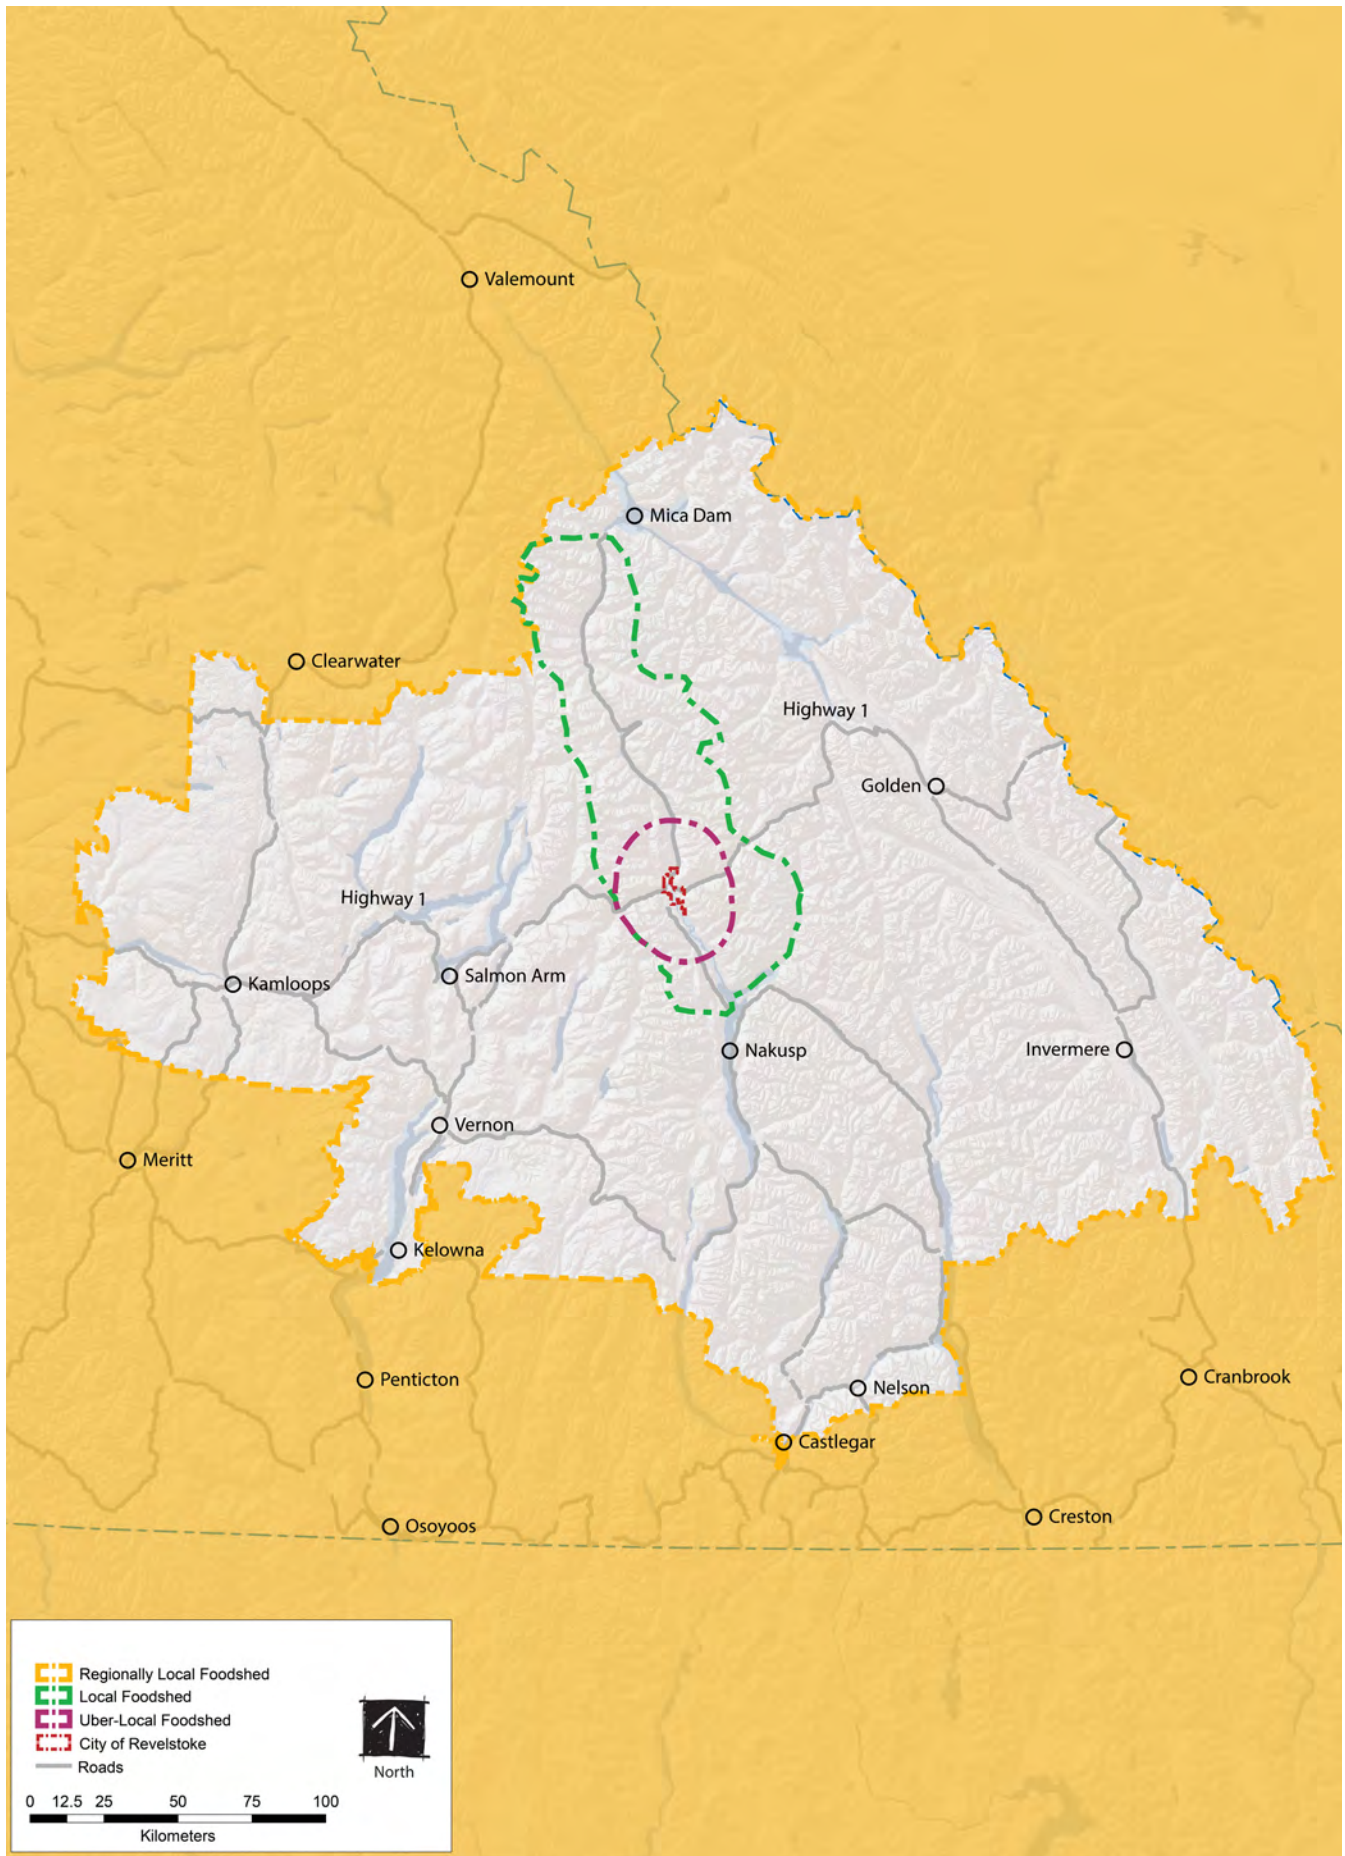 Valemount
Mica Dam
Clearwater
Highway 1
Golden
Highway 1
Salmon Arm
Kamloops
Nakusp
Invermere
Vernon
Meritt
Kelowna
Penticton
Nelson
Cranbrook
Castlegar
Osoyoos
Creston
Regionally Local Foodshed
Local Foodshed
Uber-Local Foodshed
City of Revelstoke
Roads
North
0 12.5 25 50 75 100
Kilometers